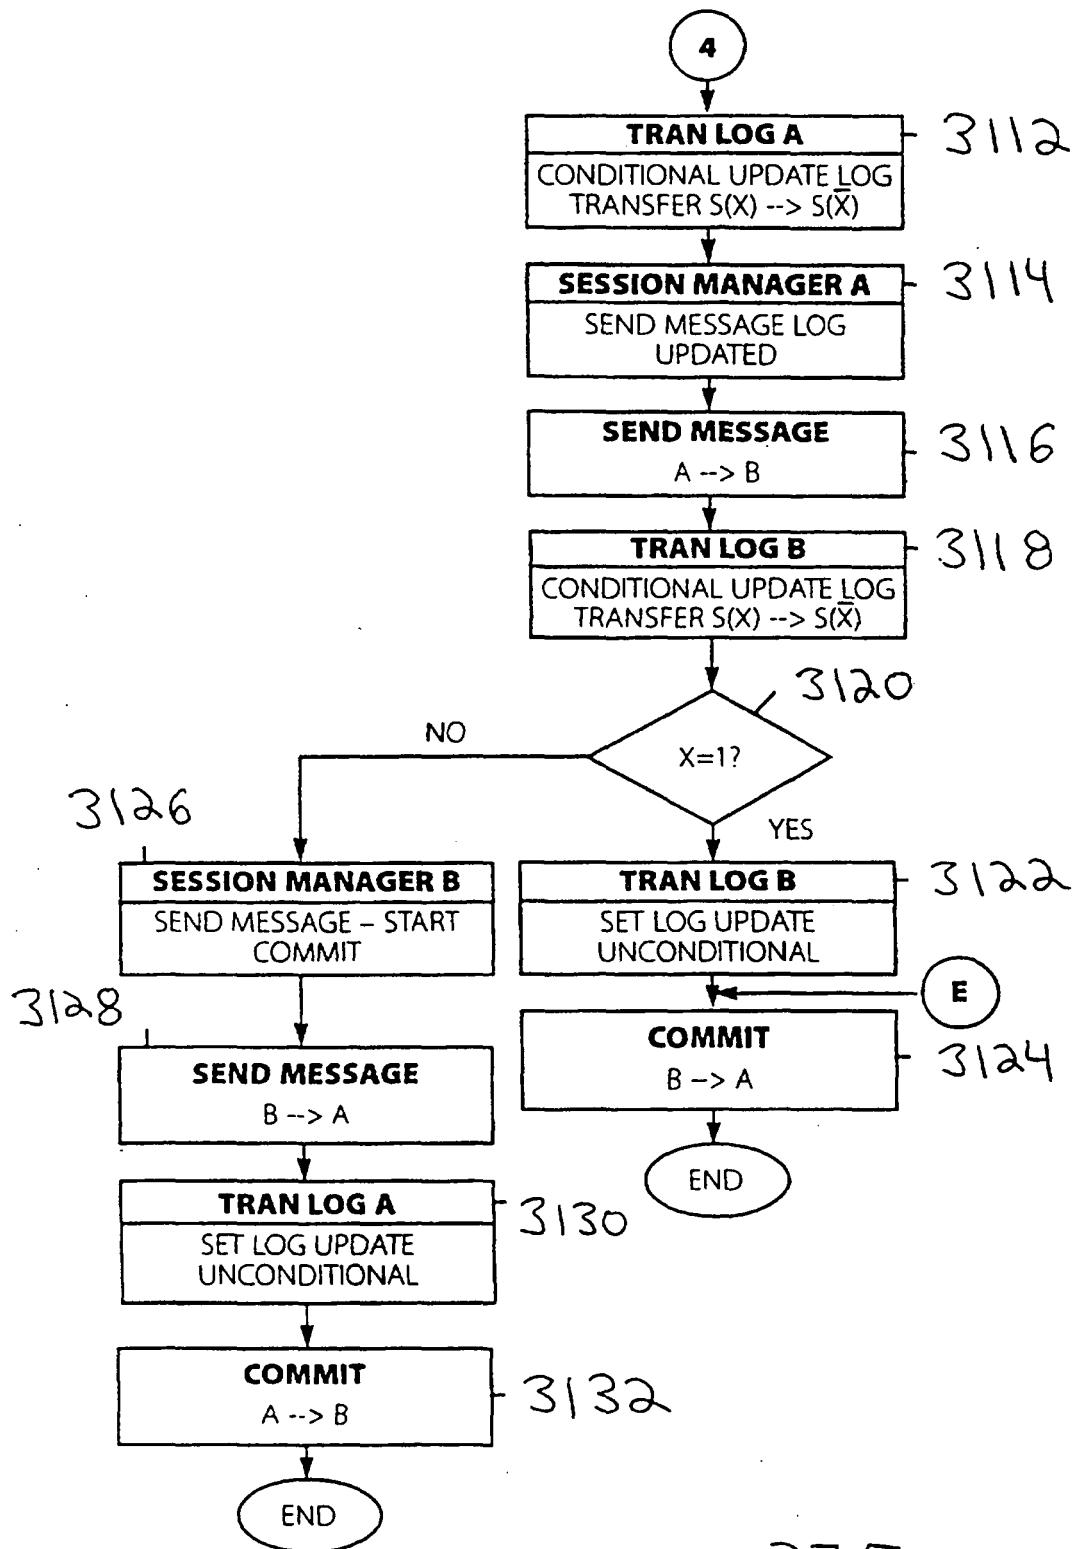 4
TRAN LOG A
3112
CONDITIONAL UPDATE LOG
TRANSFER S(X) --> S(X̅)
SESSION MANAGER A
3114
SEND MESSAGE LOG
UPDATED
SEND MESSAGE
3116
A --> B
TRAN LOG B
3118
CONDITIONAL UPDATE LOG
TRANSFER S(X) --> S(X̅)
3120
X=1?
NO
YES
3126
SESSION MANAGER B
SEND MESSAGE – START
COMMIT
TRAN LOG B
3122
SET LOG UPDATE
UNCONDITIONAL
E
3128
SEND MESSAGE
B --> A
COMMIT
B --> A
3124
END
TRAN LOG A
3130
SET LOG UPDATE
UNCONDITIONAL
COMMIT
A --> B
3132
END